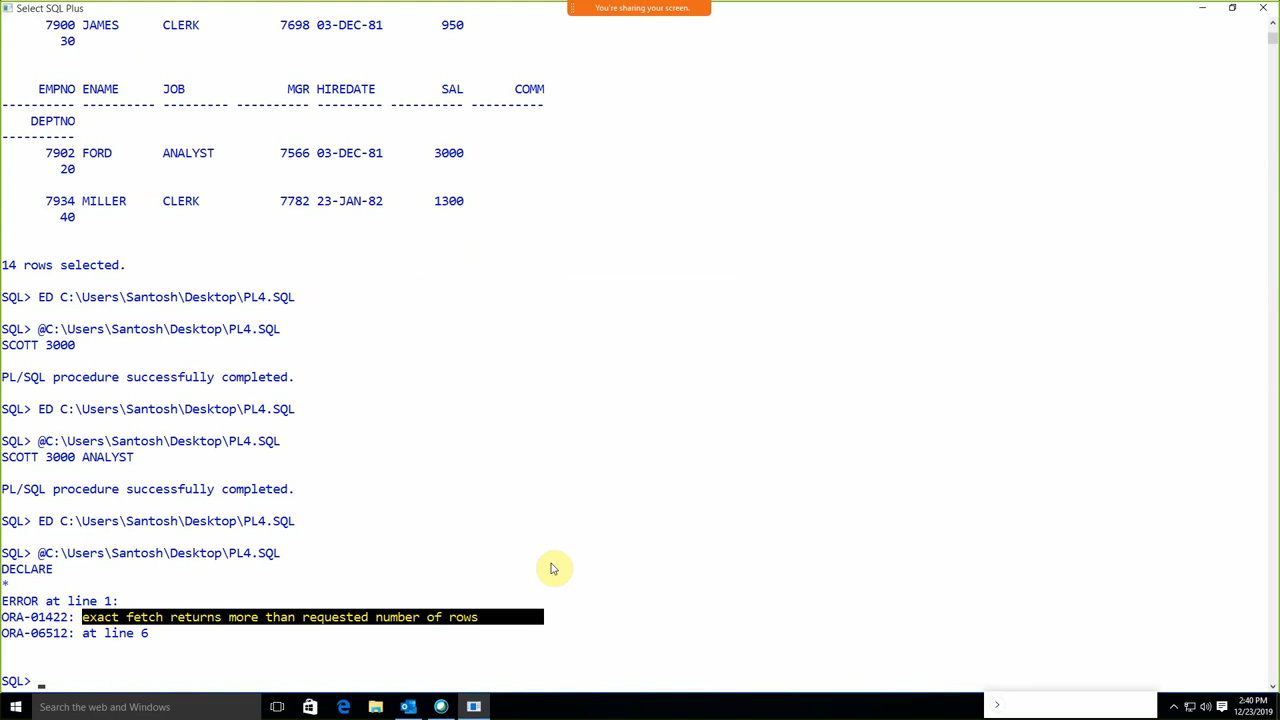 Select SQL Plus
You're sharing your screen.
7900 JAMES      CLERK           7698 03-DEC-81        950
30
EMPNO ENAME      JOB              MGR HIREDATE         SAL       COMM
---------- ---------- --------- ---------- --------- ---------- ----------
DEPTNO
----------
7902 FORD       ANALYST         7566 03-DEC-81       3000
20
7934 MILLER     CLERK           7782 23-JAN-82       1300
40
14 rows selected.
SQL> ED C:\Users\Santosh\Desktop\PL4.SQL
SQL> @C:\Users\Santosh\Desktop\PL4.SQL
SCOTT 3000
PL/SQL procedure successfully completed.
SQL> ED C:\Users\Santosh\Desktop\PL4.SQL
SQL> @C:\Users\Santosh\Desktop\PL4.SQL
SCOTT 3000 ANALYST
PL/SQL procedure successfully completed.
SQL> ED C:\Users\Santosh\Desktop\PL4.SQL
SQL> @C:\Users\Santosh\Desktop\PL4.SQL
DECLARE
*
ERROR at line 1:
ORA-01422: exact fetch returns more than requested number of rows
ORA-06512: at line 6
SQL>
Search the web and Windows
2:40 PM
12/23/2019